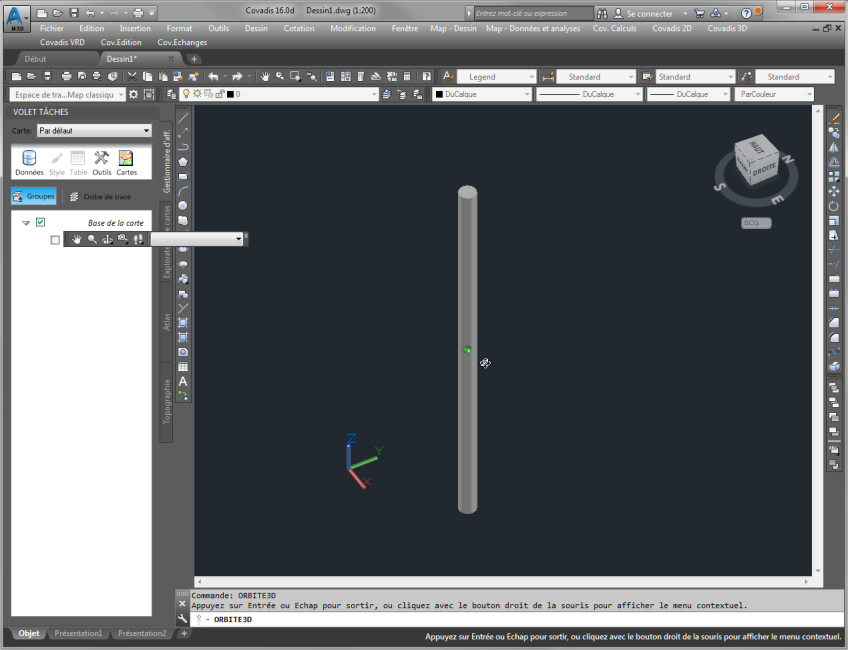 Covadis 16.0d Dessin1.dwg (1:200)
Entrez mot-clé ou expression
Se connecter
M3D
Fichier Edition Insertion Format Outils Dessin Cotation Modification Fenêtre Map - Dessin Map - Données et analyses Cov. Calculs Covadis 2D Covadis 3D
Covadis VRD Cov.Edition Cov.Echanges
Début Dessin1*
Legend Standard Standard Standard
Espace de tra...Map classiqu
0
DuCalque DuCalque DuCalque ParCouleur
VOLET TÂCHES
Carte: Par défaut
Données Style Table Outils Cartes
Groupes Ordre de tracé
Base de la carte
Gestionnaire d'aff.
Atlas
Topographie
A
HAUT
DROITE
N
S
E
SCG
Z
Y
X
Commande: ORBITE3D
Appuyez sur Entrée ou Echap pour sortir, ou cliquez avec le bouton droit de la souris pour afficher le menu contextuel.
- ORBITE3D
Objet Présentation1 Présentation2 +
Appuyez sur Entrée ou Echap pour sortir, ou cliquez avec le bouton droit de la souris pour afficher le menu contextuel.